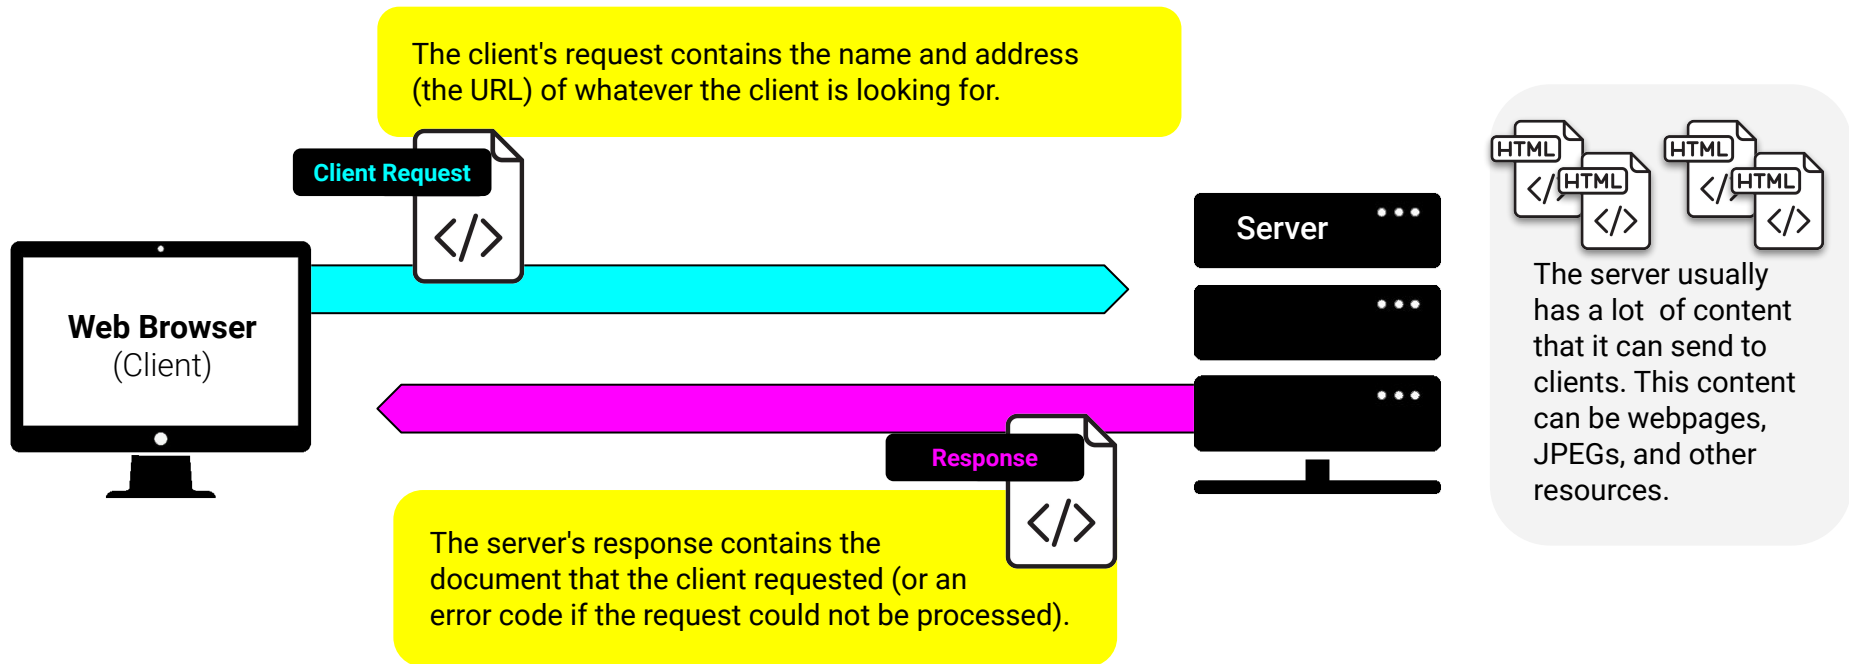 The client's request contains the name and address
(the URL) of whatever the client is looking for.
Client Request
</>
Web Browser
(Client)
Server
Response
</>
The server's response contains the
document that the client requested (or an
error code if the request could not be processed).
HTML
</>
HTML
</>
HTML
</>
HTML
</>
The server usually
has a lot  of content
that it can send to
clients. This content
can be webpages,
JPEGs, and other
resources.